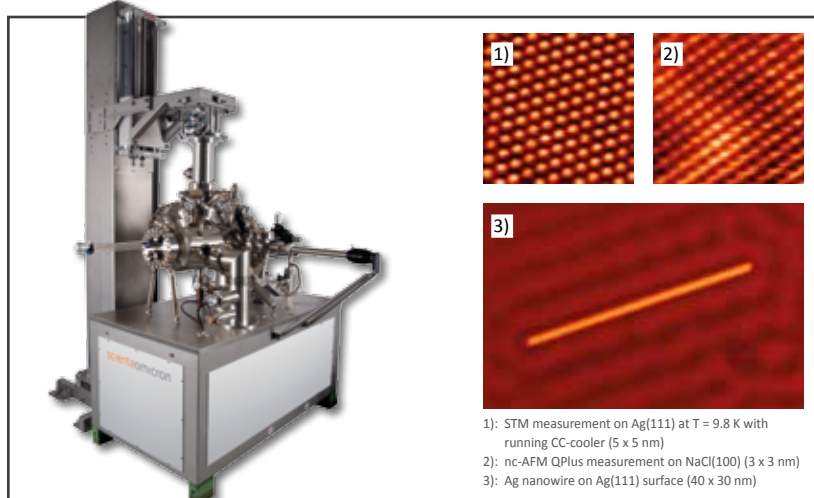 1)
2)
3)
scientaomicron
1): STM measurement on Ag(111) at T = 9.8 K with
running CC-cooler (5 x 5 nm)
2): nc-AFM QPlus measurement on NaCl(100) (3 x 3 nm)
3): Ag nanowire on Ag(111) surface (40 x 30 nm)